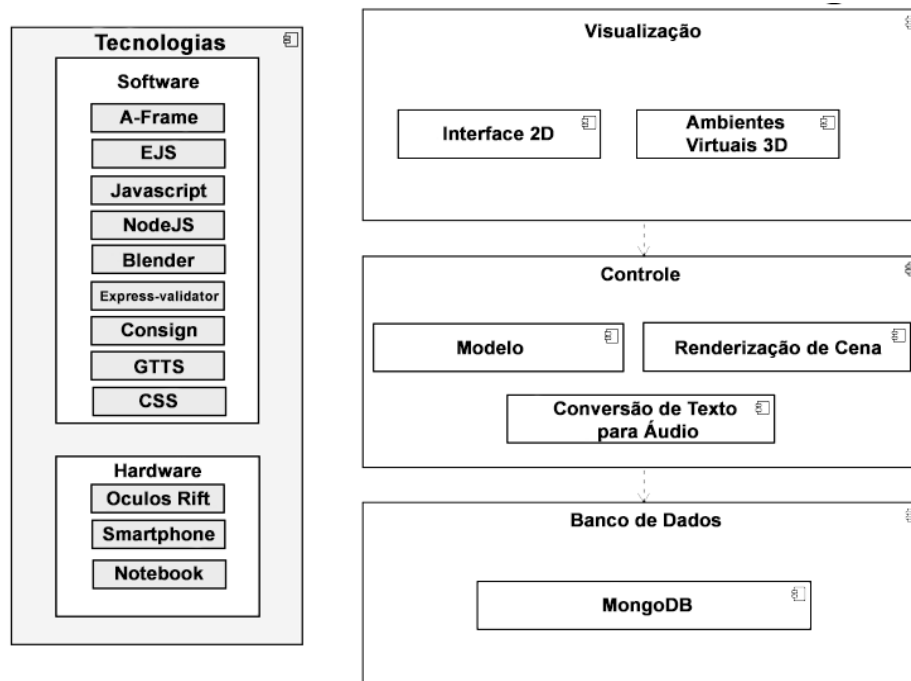 Tecnologias
Software
A-Frame
EJS
Javascript
NodeJS
Blender
Express-validator
Consign
GTTS
CSS
Hardware
Oculos Rift
Smartphone
Notebook
Visualização
Interface 2D
Ambientes
Virtuais 3D
Controle
Modelo
Renderização de Cena
Conversão de Texto
para Áudio
Banco de Dados
MongoDB